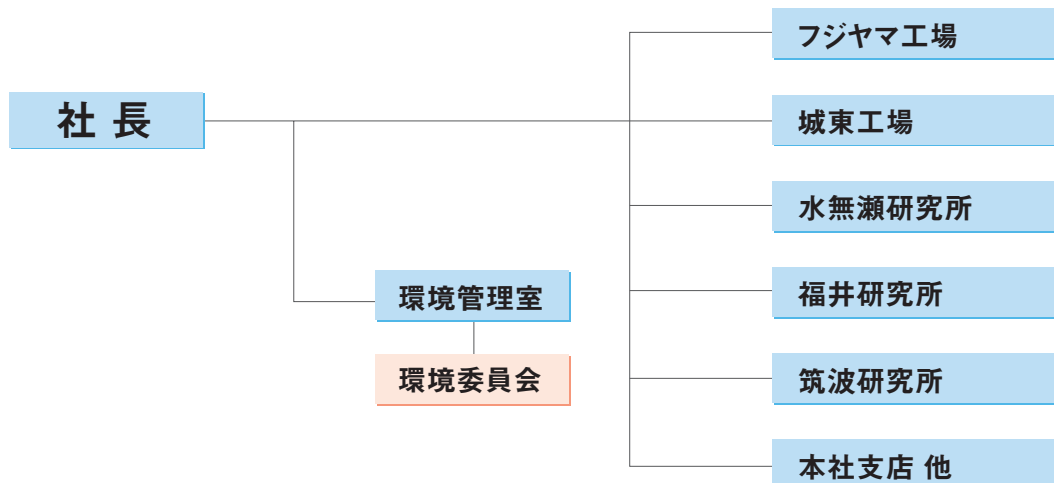 社長
環境管理室
環境委員会
フジヤマ工場
城東工場
水無瀬研究所
福井研究所
筑波研究所
本社支店 他